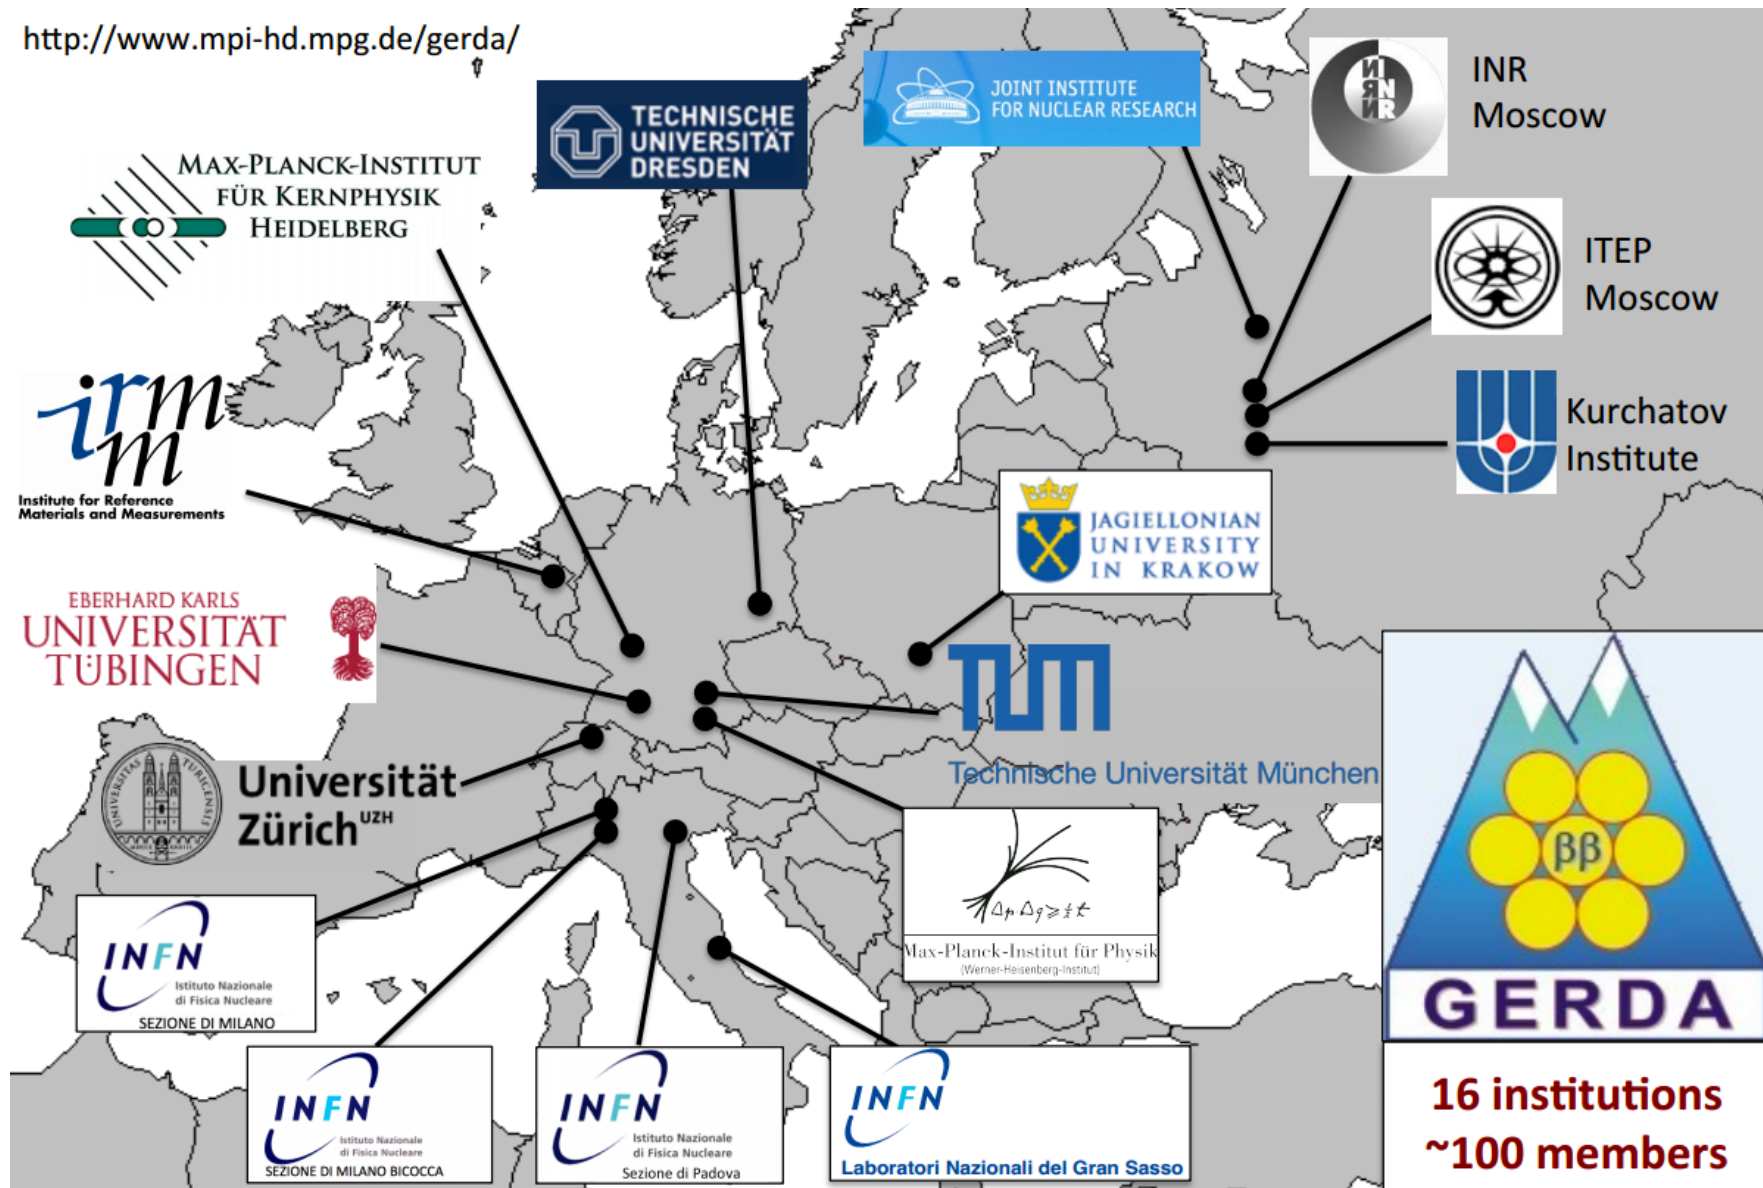 http://www.mpi-hd.mpg.de/gerda/
TECHNISCHE
UNIVERSITÄT
DRESDEN
JOINT INSTITUTE
FOR NUCLEAR RESEARCH
INR
Moscow
MAX-PLANCK-INSTITUT
FÜR KERNPHYSIK
HEIDELBERG
ITEP
Moscow
irmm
Institute for Reference
Materials and Measurements
Kurchatov
Institute
JAGIELLONIAN
UNIVERSITY
IN KRAKOW
EBERHARD KARLS
UNIVERSITÄT
TÜBINGEN
TUM
Technische Universität München
Universität
Zürich UZH
ββ
GERDA
Δp·Δq≥½ħ
Max-Planck-Institut für Physik
(Werner-Heisenberg-Institut)
INFN
Istituto Nazionale
di Fisica Nucleare
SEZIONE DI MILANO
INFN
Istituto Nazionale
di Fisica Nucleare
SEZIONE DI MILANO BICOCCA
INFN
Istituto Nazionale
di Fisica Nucleare
Sezione di Padova
INFN
Laboratori Nazionali del Gran Sasso
16 institutions
~100 members